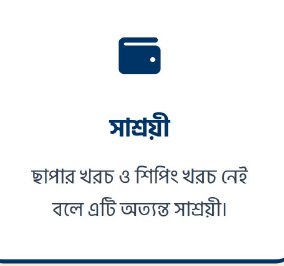 সাশ্রয়ী
ছাপার খরচ ও শিপিং খরচ নেই
বলে এটি অত্যন্ত সাশ্রয়ী।